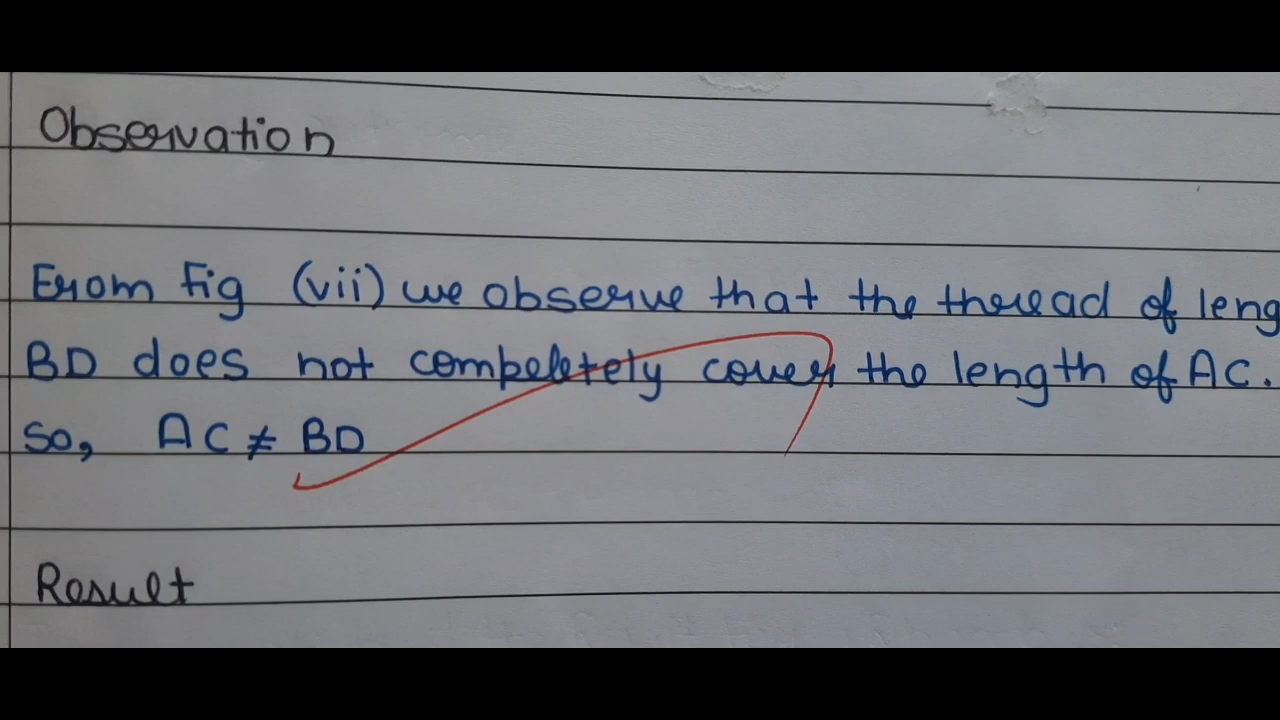 Observation
From Fig (vii) we observe that the thread of leng
BD does not compeletely cover the length of AC.
So, AC ≠ BD
Result